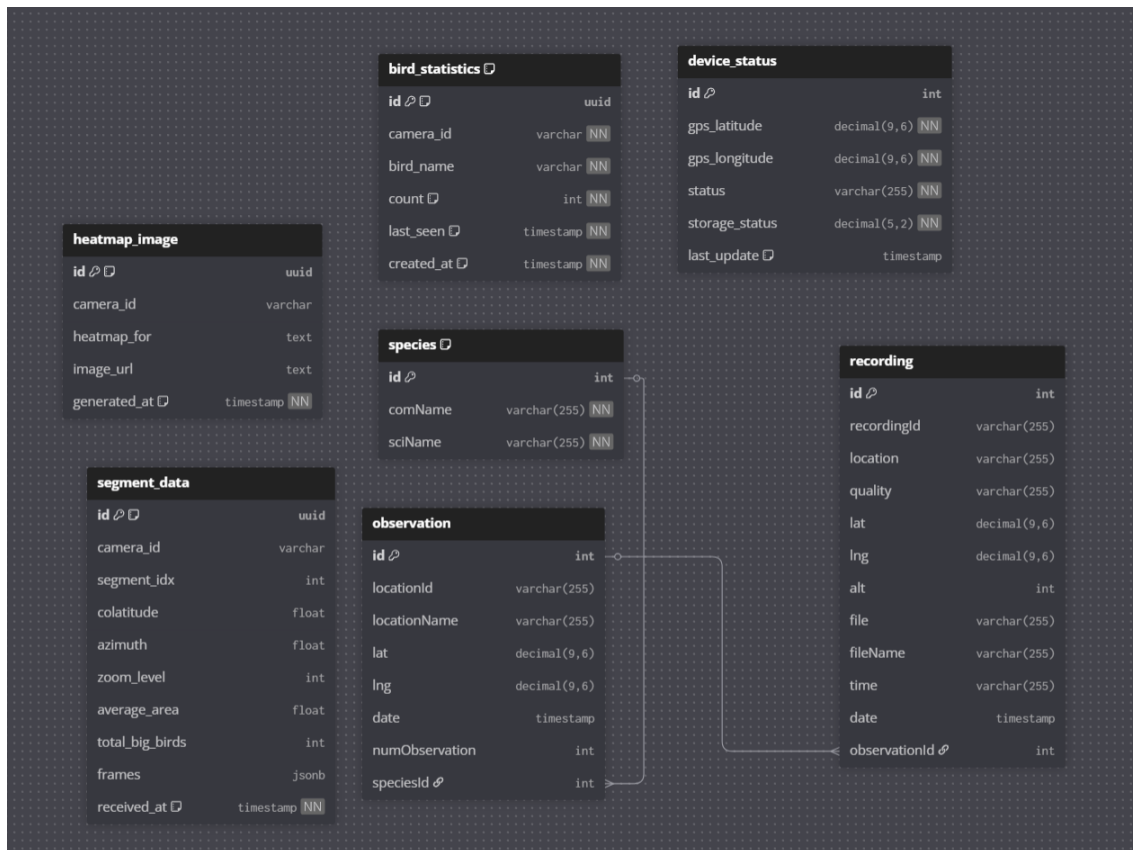 bird_statistics
id uuid
camera_id varchar NN
bird_name varchar NN
count int NN
last_seen timestamp NN
created_at timestamp NN
device_status
id int
gps_latitude decimal(9,6) NN
gps_longitude decimal(9,6) NN
status varchar(255) NN
storage_status decimal(5,2) NN
last_update timestamp
heatmap_image
id uuid
camera_id varchar
heatmap_for text
image_url text
generated_at timestamp NN
species
id int
comName varchar(255) NN
sciName varchar(255) NN
recording
id int
recordingId varchar(255)
location varchar(255)
quality varchar(255)
lat decimal(9,6)
lng decimal(9,6)
alt int
file varchar(255)
fileName varchar(255)
time varchar(255)
date timestamp
observationId int
segment_data
id uuid
camera_id varchar
segment_idx int
colatitude float
azimuth float
zoom_level int
average_area float
total_big_birds int
frames jsonb
received_at timestamp NN
observation
id int
locationId varchar(255)
locationName varchar(255)
lat decimal(9,6)
lng decimal(9,6)
date timestamp
numObservation int
speciesId int